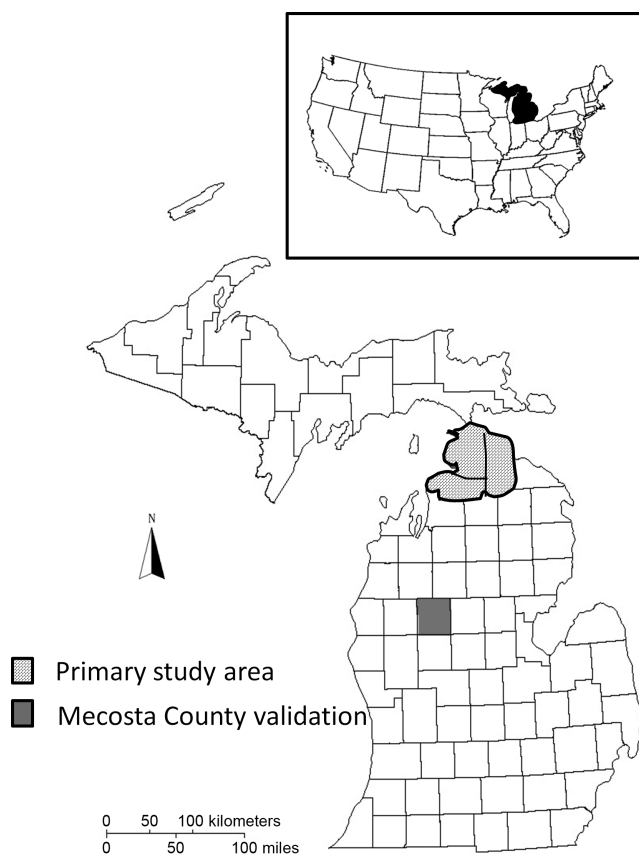 N
Primary study area
Mecosta County validation
0 50 100 kilometers
0 50 100 miles